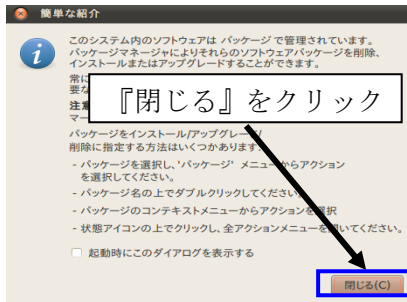 簡単な紹介
このシステム内のソフトウェアは パッケージ で管理されています。
パッケージマネージャによりそれらのソフトウェアパッケージを削除、
インストールまたはアップグレードすることができます。
常に
要な
『閉じる』をクリック
注意
マー
パッケージをインストール/アップグレード/
削除に指定する方法はいくつかあります:
- パッケージを選択し、'パッケージ' メニューからアクション
を選択してください。
- パッケージ名の上でダブルクリックしてください。
- パッケージのコンテキストメニューからアクションを選択
- 状態アイコンの上でクリックし、全アクションメニューを開いてください。
起動時にこのダイアログを表示する
閉じる(C)